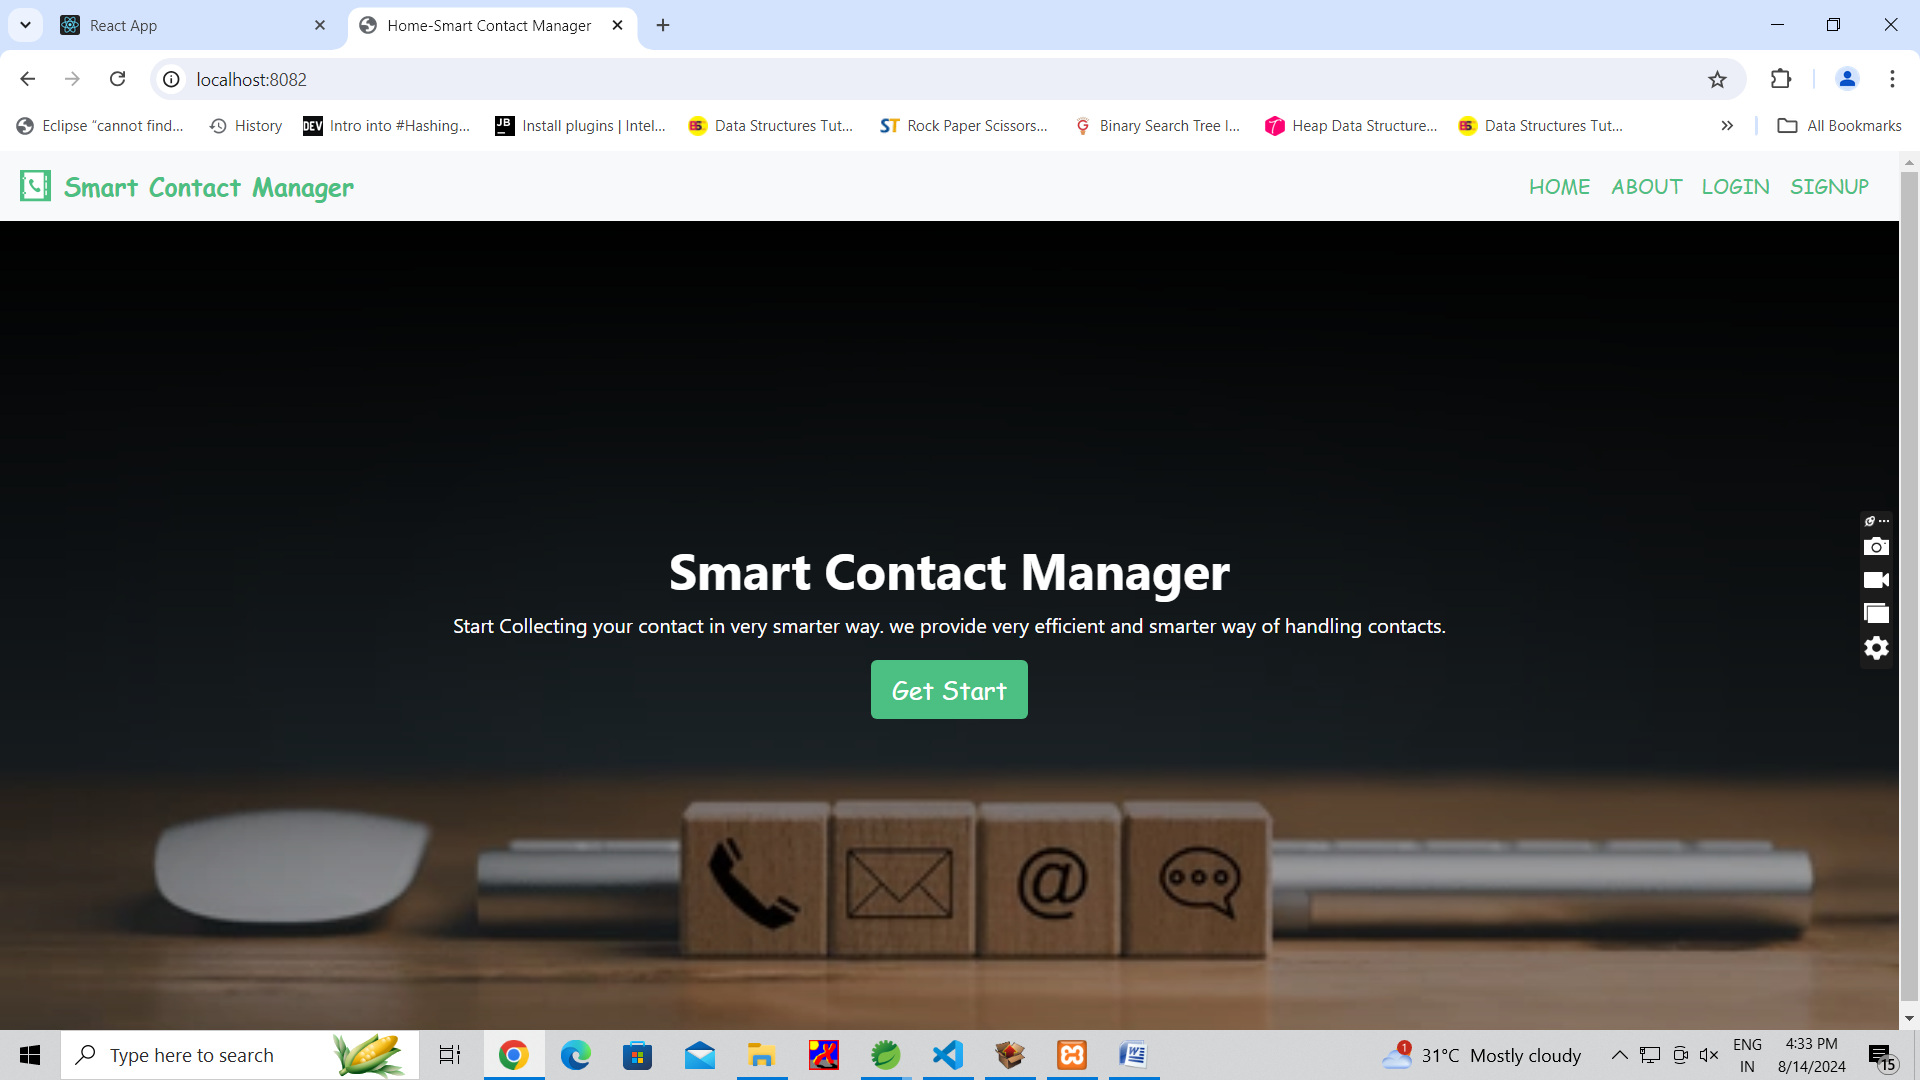 React App
Home-Smart Contact Manager
localhost:8082
Eclipse “cannot find...
History
DEV Intro into #Hashing...
JB Install plugins | Intel...
Data Structures Tut...
ST Rock Paper Scissors...
Binary Search Tree I...
Heap Data Structure...
Data Structures Tut...
All Bookmarks
Smart Contact Manager
HOME ABOUT LOGIN SIGNUP
Smart Contact Manager
Start Collecting your contact in very smarter way. we provide very efficient and smarter way of handling contacts.
Get Start
@
Type here to search
1
31°C Mostly cloudy
ENG
IN
4:33 PM
8/14/2024
15